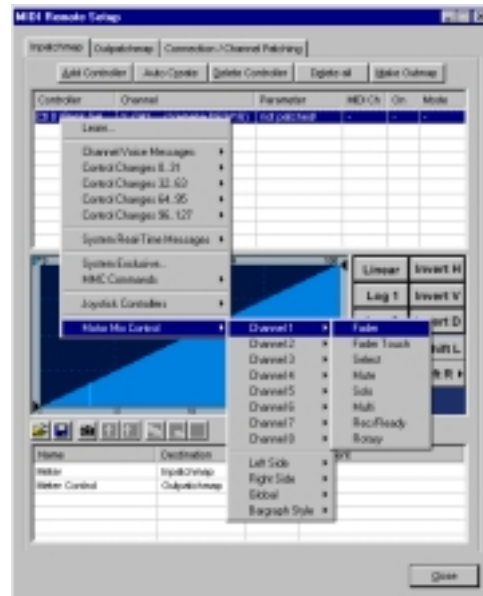 MIDI Remote Setup
Inpatchmap Outpatchmap Connection-/Channel Patching
Add Controller Auto Create Delete Controller Delete all Make Outmap
Controller Channel Parameter MIDI Ch On Mode
not patched - - -
Learn...
Channel Voice Messages
Control Changes 0..31
Control Changes 32..63
Control Changes 64..95
Control Changes 96..127
System Real Time Messages
System Exclusive...
MMC Commands
Joystick Controllers
Motor Mix Control
Linear Invert H
Log 1 Invert V
Channel 1
Channel 2
Channel 3
Channel 4
Channel 5
Channel 6
Channel 7
Channel 8
Left Side
Right Side
Global
Bargraph Style
Fader
Fader Touch
Select
Mute
Solo
Multi
Rec/Ready
Rotary
Name Destination
Meter Inpatchmap
Meter Control Outpatchmap
Close